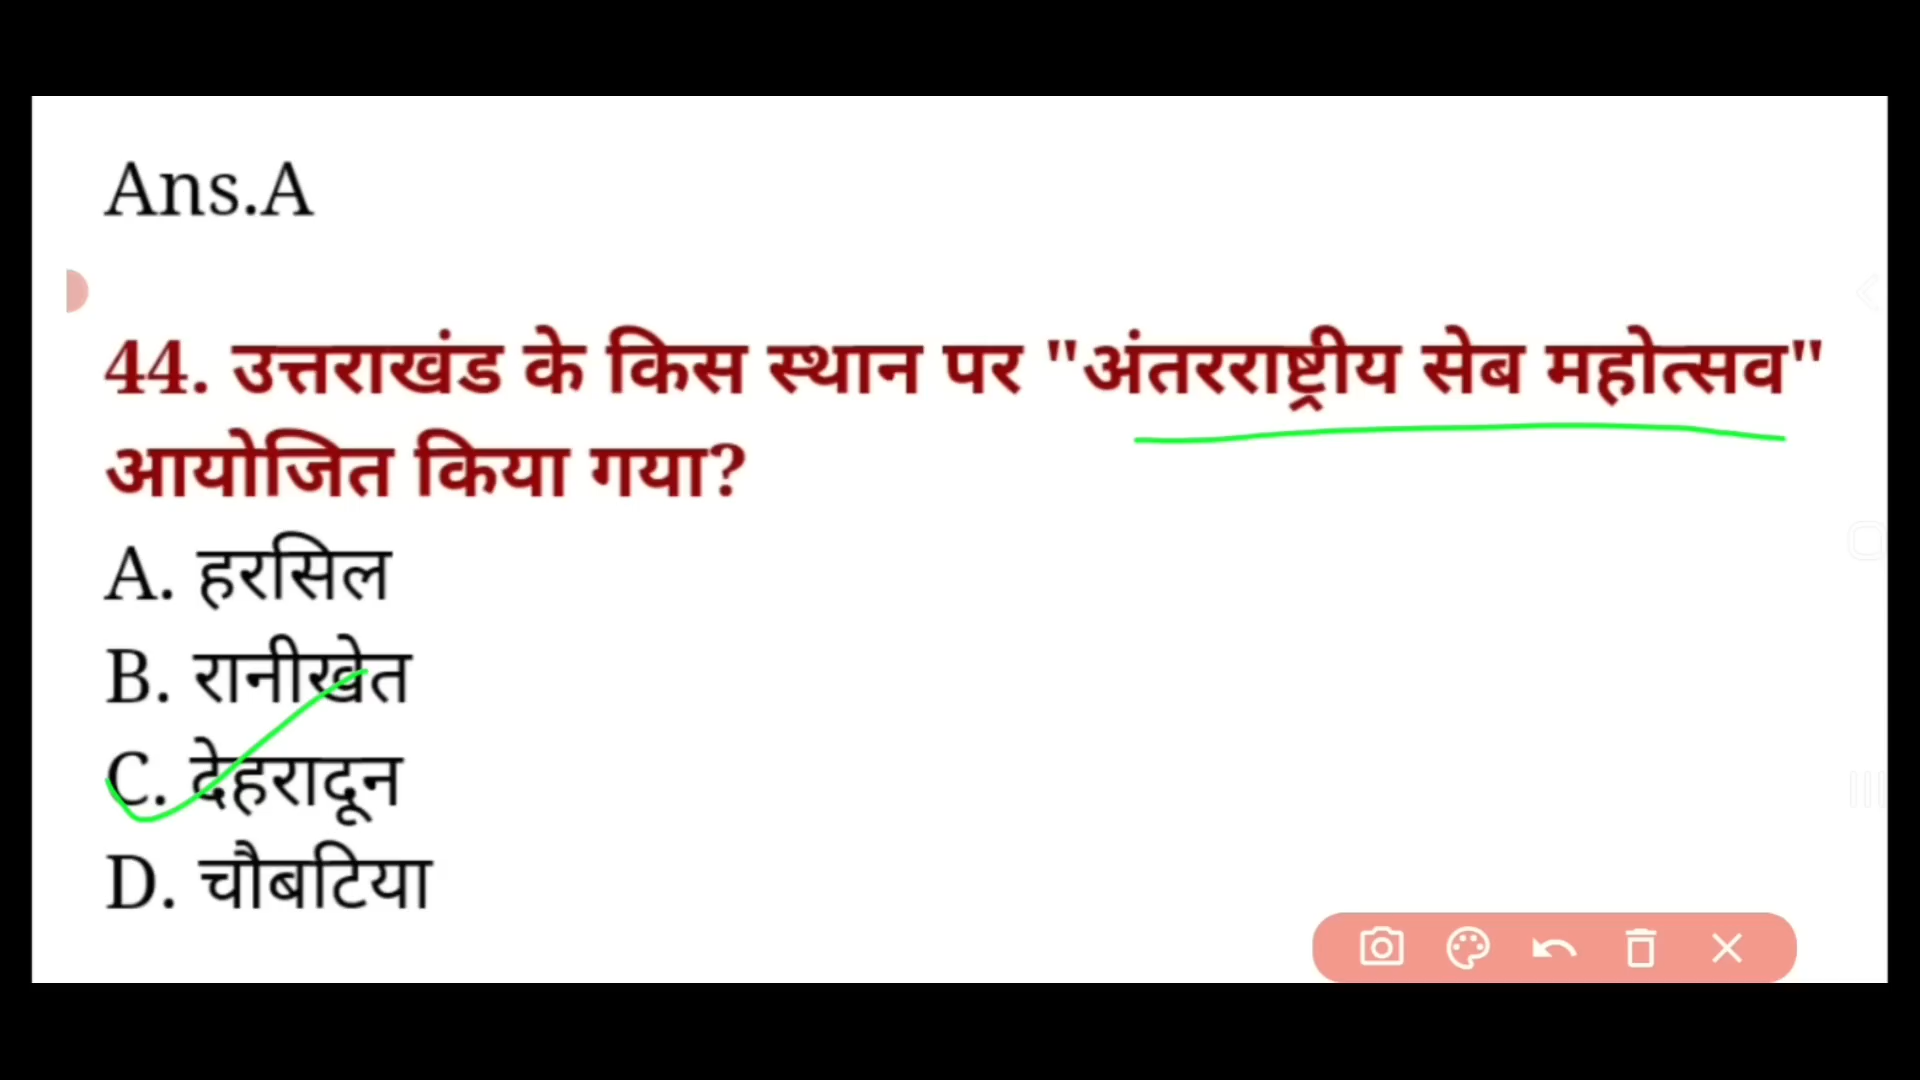 Ans.A
44. उत्तराखंड के किस स्थान पर "अंतरराष्ट्रीय सेब महोत्सव"
आयोजित किया गया?
A. हरसिल
B. रानीखेत
C. देहरादून
D. चौबटिया